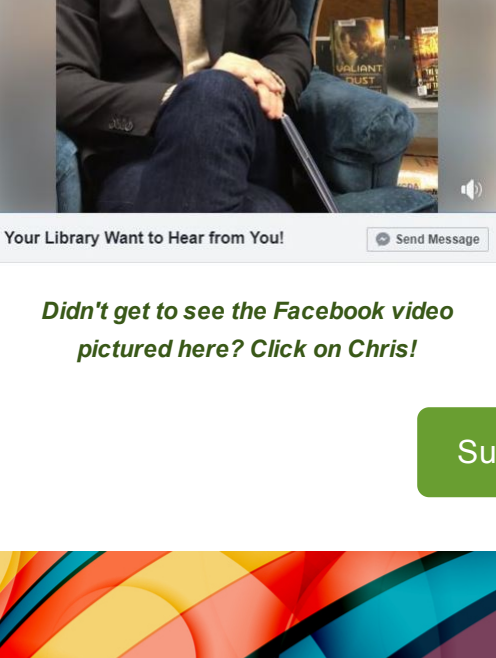 VALIANT
DUST
Your Library Want to Hear from You!
Send Message
Didn't get to see the Facebook video
pictured here? Click on Chris!
Su